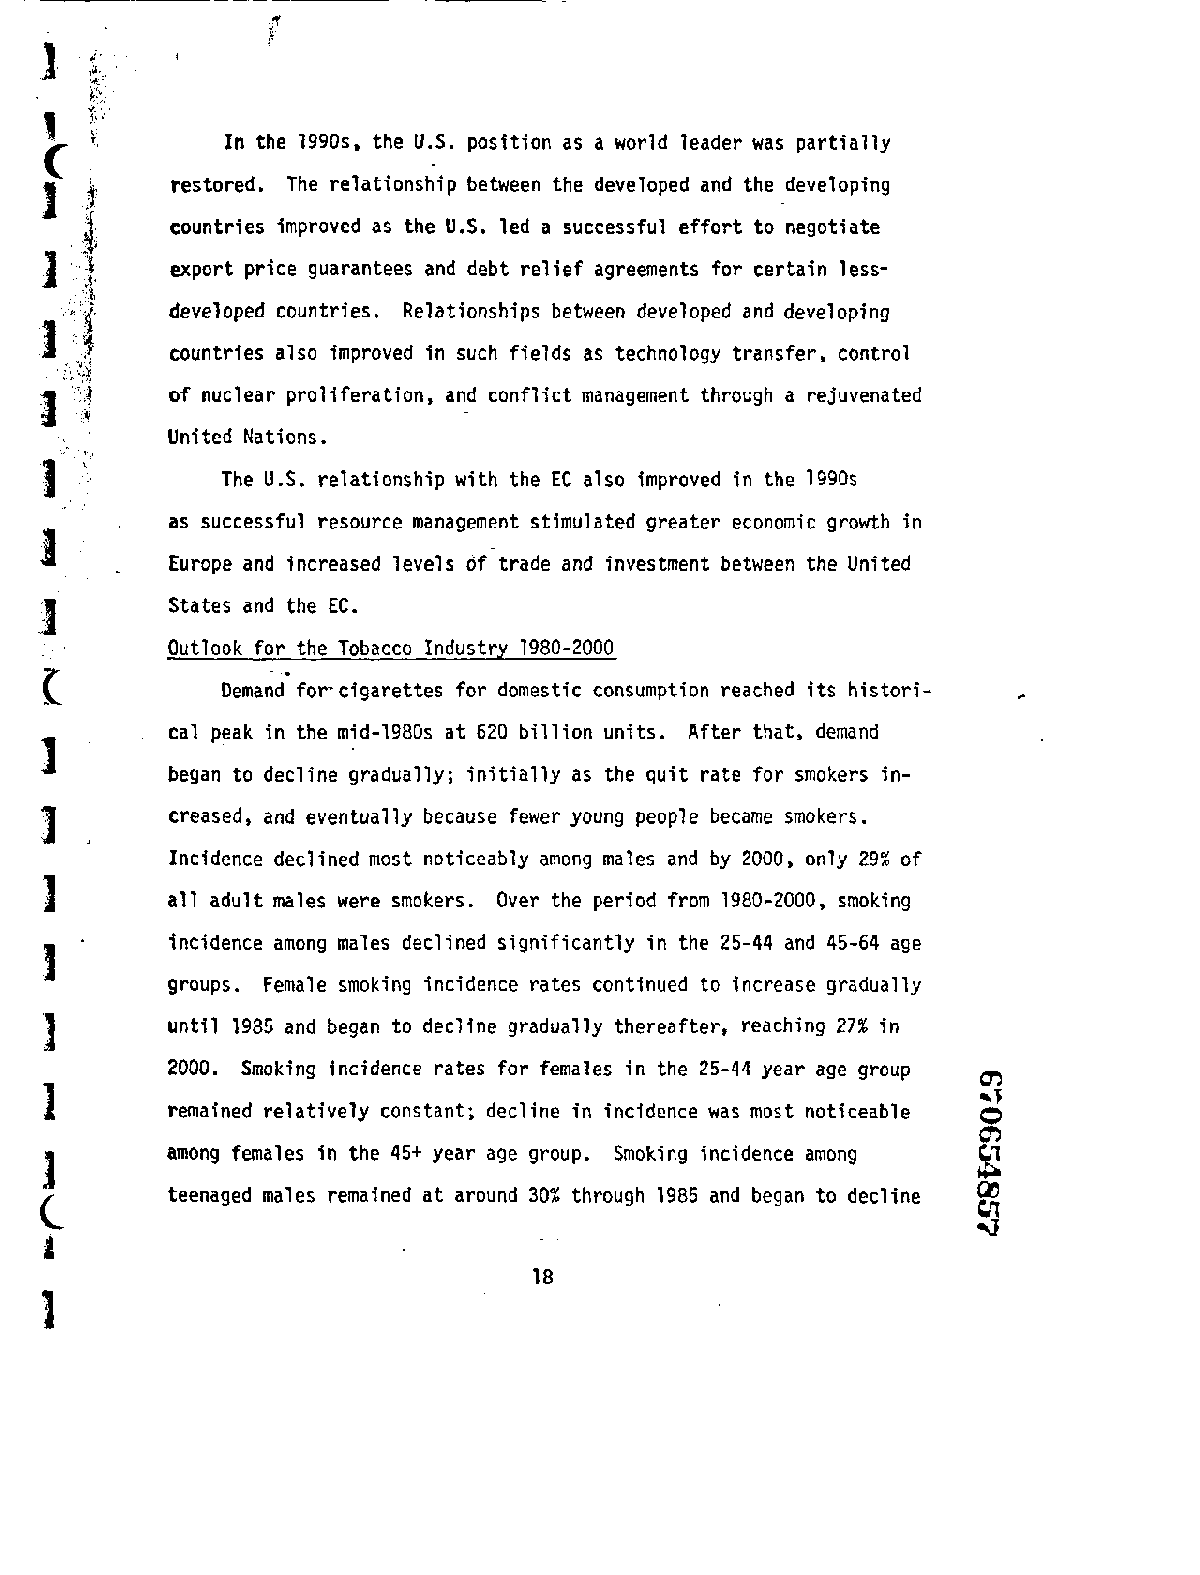 In the 1990s, the U.S. position as a world leader was partially
restored. The relationship between the developed and the developing
countries improved as the U.S. led a successful effort to negotiate
export price guarantees and debt relief agreements for certain less-
developed countries. Relationships between developed and developing
countries also improved in such fields as technology transfer, control
of nuclear proliferation, and conflict management through a rejuvenated
United Nations.
The U.S. relationship with the EC also improved in the 1990s
as successful resource management stimulated greater economic growth in
Europe and increased levels of trade and investment between the United
States and the EC.
Outlook for the Tobacco Industry 1980-2000
Demand for cigarettes for domestic consumption reached its histori-
cal peak in the mid-1980s at 620 billion units. After that, demand
began to decline gradually; initially as the quit rate for smokers in-
creased, and eventually because fewer young people became smokers.
Incidence declined most noticeably among males and by 2000, only 29% of
all adult males were smokers. Over the period from 1980-2000, smoking
incidence among males declined significantly in the 25-44 and 45-64 age
groups. Female smoking incidence rates continued to increase gradually
until 1985 and began to decline gradually thereafter, reaching 27% in
2000. Smoking incidence rates for females in the 25-44 year age group
remained relatively constant; decline in incidence was most noticeable
among females in the 45+ year age group. Smoking incidence among
teenaged males remained at around 30% through 1985 and began to decline
18
670654857